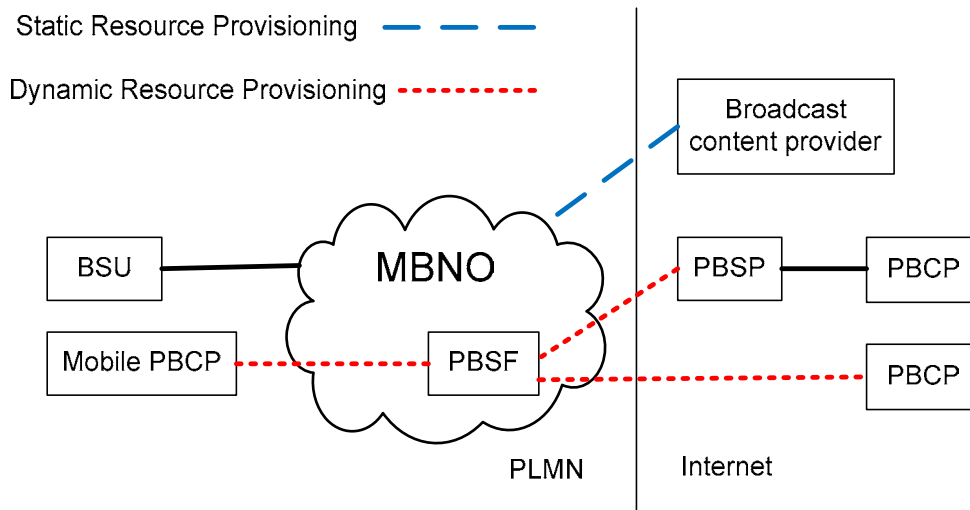 Static Resource Provisioning
Dynamic Resource Provisioning
Broadcast
content provider
BSU
MBNO
PBSP
PBCP
Mobile PBCP
PBSF
PBCP
PLMN
Internet